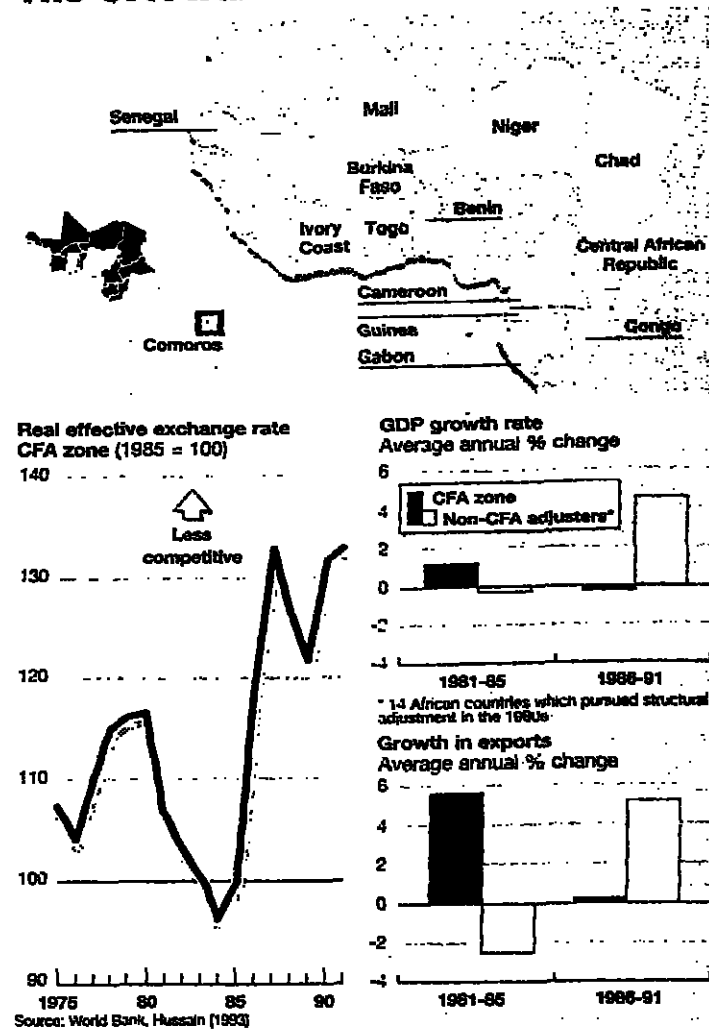 Senegal
Mali
Niger
Chad
Burkina
Faso
Benin
Ivory
Coast
Togo
Central African
Republic
Cameroon
Guinea
Gabon
Congo
Comoros
Real effective exchange rate
CFA zone (1985 = 100)
140
Less
competitive
130
120
110
100
90
1975 80 85 90
GDP growth rate
Average annual % change
6
CFA zone
Non-CFA adjusters*
4
2
0
-2
-4
1981-85 1986-91
* 14 African countries which pursued structural
adjustment in the 1980s
Growth in exports
Average annual % change
6
4
2
0
-2
-4
1981-85 1986-91
Source: World Bank, Hussain (1993)